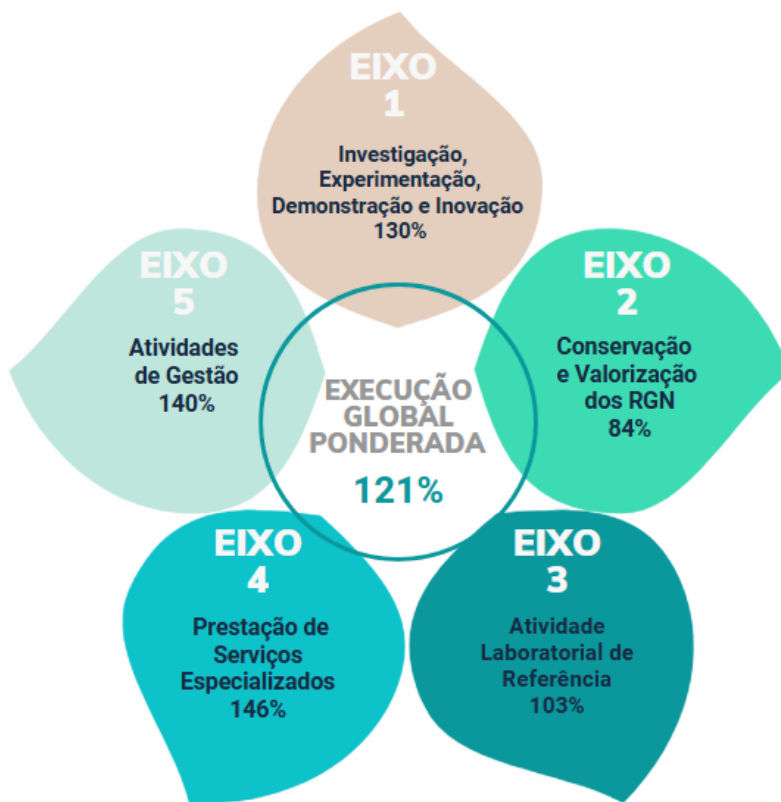 EIXO
1
Investigação,
Experimentação,
Demonstração e Inovação
130%
EIXO
2
Conservação
e Valorização
dos RGN
84%
EIXO
3
Atividade
Laboratorial de
Referência
103%
EIXO
4
Prestação de
Serviços
Especializados
146%
EIXO
5
Atividades
de Gestão
140%
EXECUÇÃO
GLOBAL
PONDERADA
121%